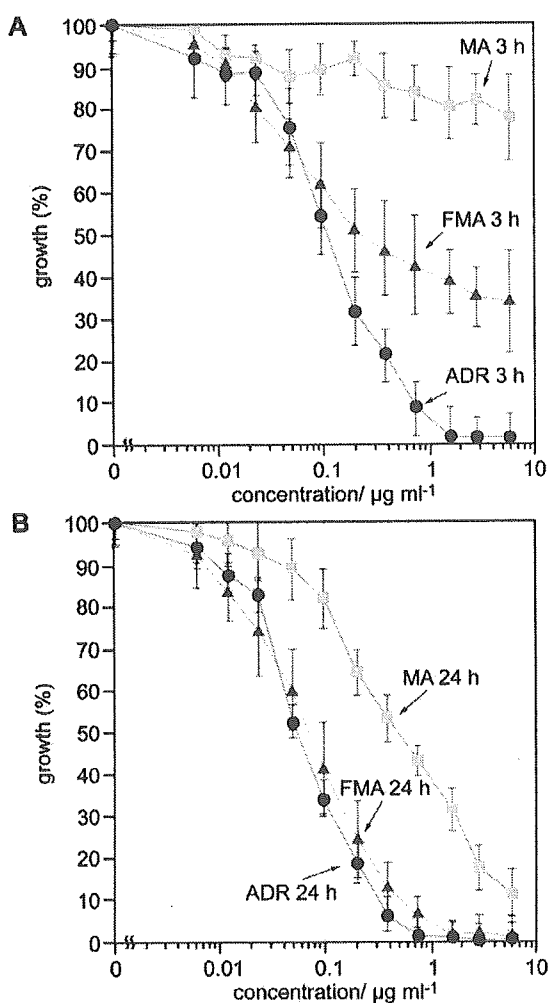 A
100
90
80
70
60
50
40
30
20
10
0
growth (%)
MA 3 h
FMA 3 h
ADR 3 h
0 0.01 0.1 1 10
concentration/ µg ml-1
B
100
90
80
70
60
50
40
30
20
10
0
growth (%)
MA 24 h
FMA 24 h
ADR 24 h
0 0.01 0.1 1 10
concentration/ µg ml-1